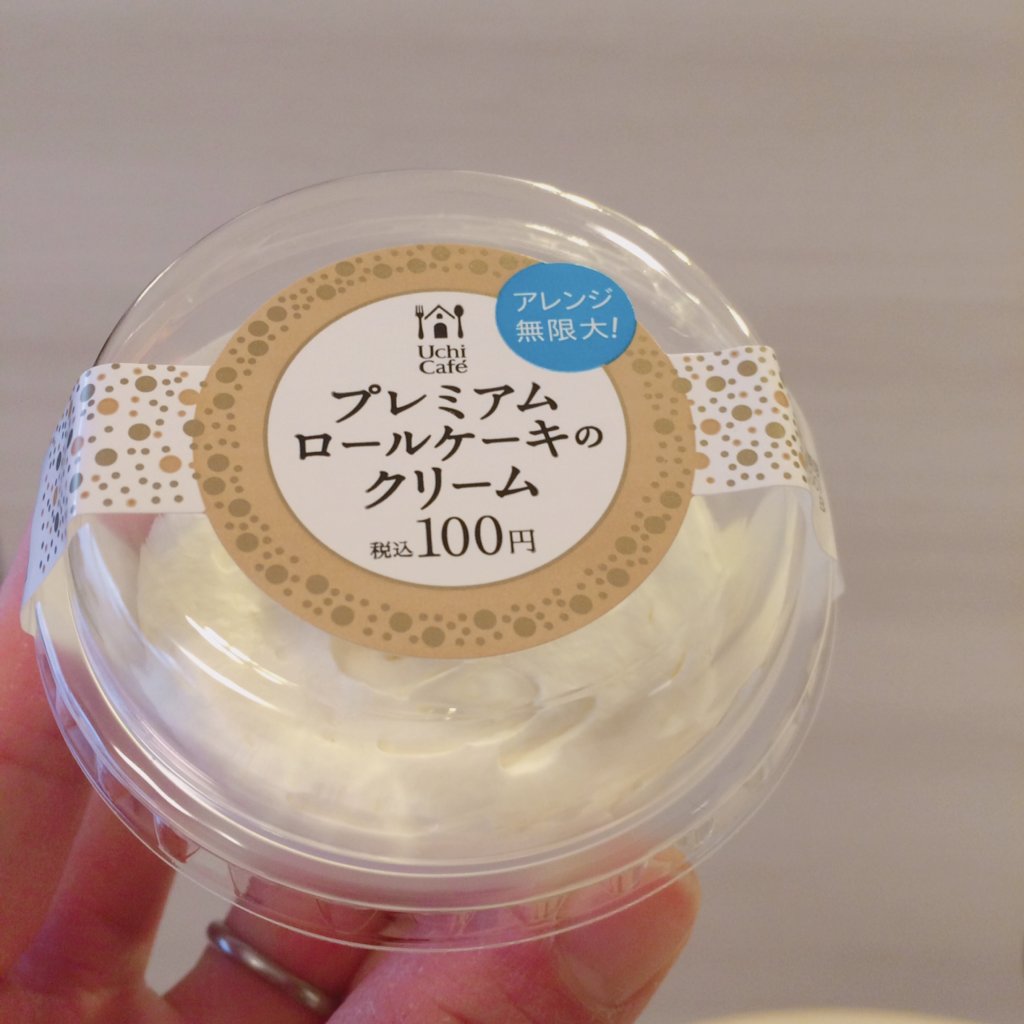 アレンジ
無限大!
Uchi
Café
プレミアム
ロールケーキの
クリーム
税込100円